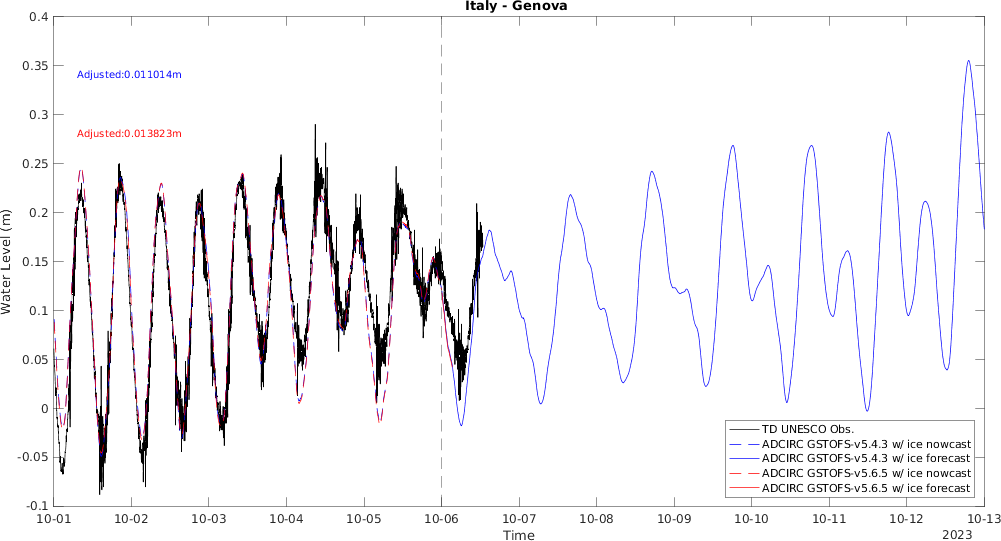 Italy - Genova
0.4
0.35
0.3
0.25
0.2
0.15
0.1
0.05
0
-0.05
-0.1
Water Level (m)
Adjusted:0.011014m
Adjusted:0.013823m
TD UNESCO Obs.
ADCIRC GSTOFS-v5.4.3 w/ ice nowcast
ADCIRC GSTOFS-v5.4.3 w/ ice forecast
ADCIRC GSTOFS-v5.6.5 w/ ice nowcast
ADCIRC GSTOFS-v5.6.5 w/ ice forecast
10-01 10-02 10-03 10-04 10-05 10-06 10-07 10-08 10-09 10-10 10-11 10-12 10-13
Time
2023